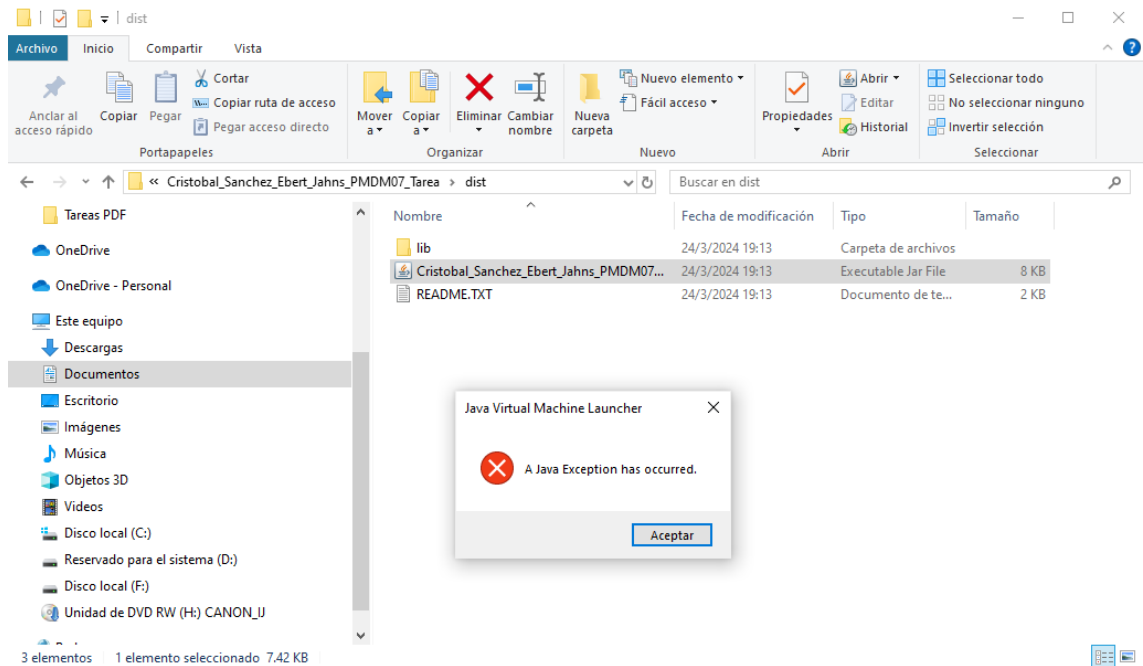 dist
Archivo Inicio Compartir Vista
Anclar al acceso rápido
Copiar
Pegar
Cortar
Copiar ruta de acceso
Pegar acceso directo
Portapapeles
Mover a
Copiar a
Eliminar
Cambiar nombre
Organizar
Nueva carpeta
Nuevo elemento
Fácil acceso
Nuevo
Propiedades
Abrir
Editar
Historial
Abrir
Seleccionar todo
No seleccionar ninguno
Invertir selección
Seleccionar
« Cristobal_Sanchez_Ebert_Jahns_PMDM07_Tarea > dist
Buscar en dist
Tareas PDF
OneDrive
OneDrive - Personal
Este equipo
Descargas
Documentos
Escritorio
Imágenes
Música
Objetos 3D
Videos
Disco local (C:)
Reservado para el sistema (D:)
Disco local (F:)
Unidad de DVD RW (H:) CANON_IJ
Nombre Fecha de modificación Tipo Tamaño
lib 24/3/2024 19:13 Carpeta de archivos
Cristobal_Sanchez_Ebert_Jahns_PMDM07... 24/3/2024 19:13 Executable Jar File 8 KB
README.TXT 24/3/2024 19:13 Documento de te... 2 KB
Java Virtual Machine Launcher
A Java Exception has occurred.
Aceptar
3 elementos 1 elemento seleccionado 7.42 KB